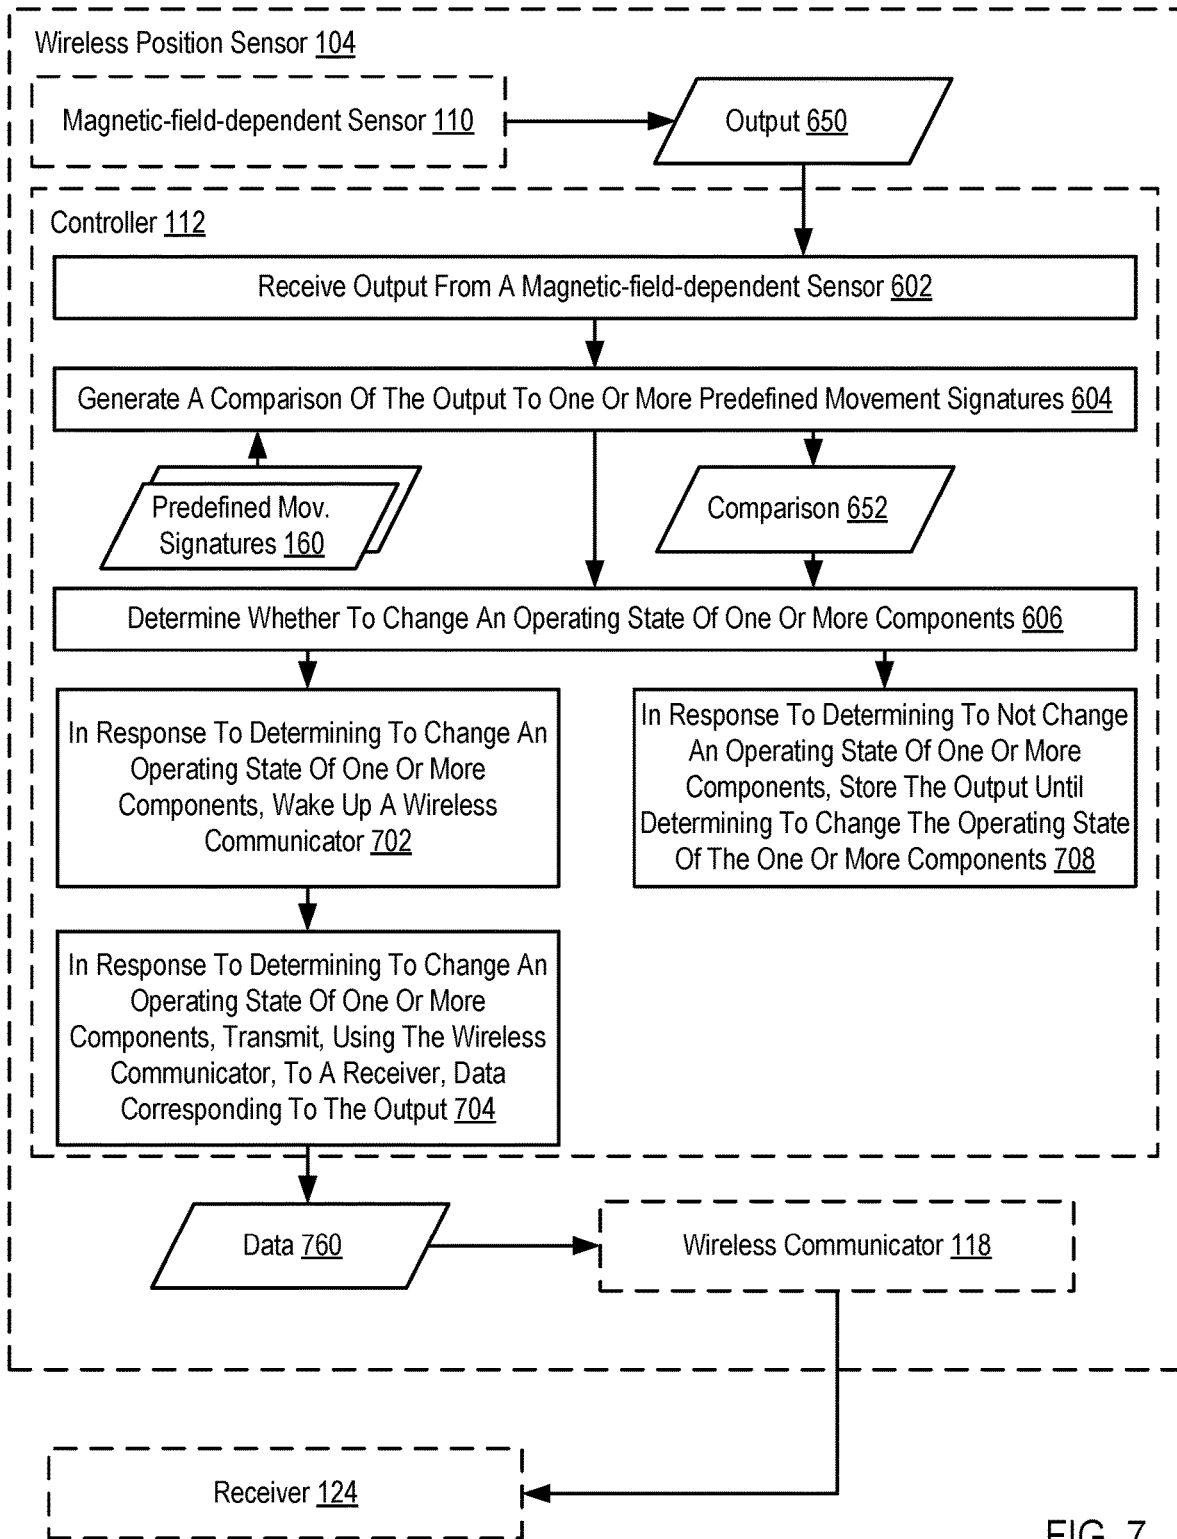 Wireless Position Sensor 104
Magnetic-field-dependent Sensor 110
Output 650
Controller 112
Receive Output From A Magnetic-field-dependent Sensor 602
Generate A Comparison Of The Output To One Or More Predefined Movement Signatures 604
Predefined Mov.
Signatures 160
Comparison 652
Determine Whether To Change An Operating State Of One Or More Components 606
In Response To Determining To Change An
Operating State Of One Or More
Components, Wake Up A Wireless
Communicator 702
In Response To Determining To Not Change
An Operating State Of One Or More
Components, Store The Output Until
Determining To Change The Operating State
Of The One Or More Components 708
In Response To Determining To Change An
Operating State Of One Or More
Components, Transmit, Using The Wireless
Communicator, To A Receiver, Data
Corresponding To The Output 704
Data 760
Wireless Communicator 118
Receiver 124
FIG. 7